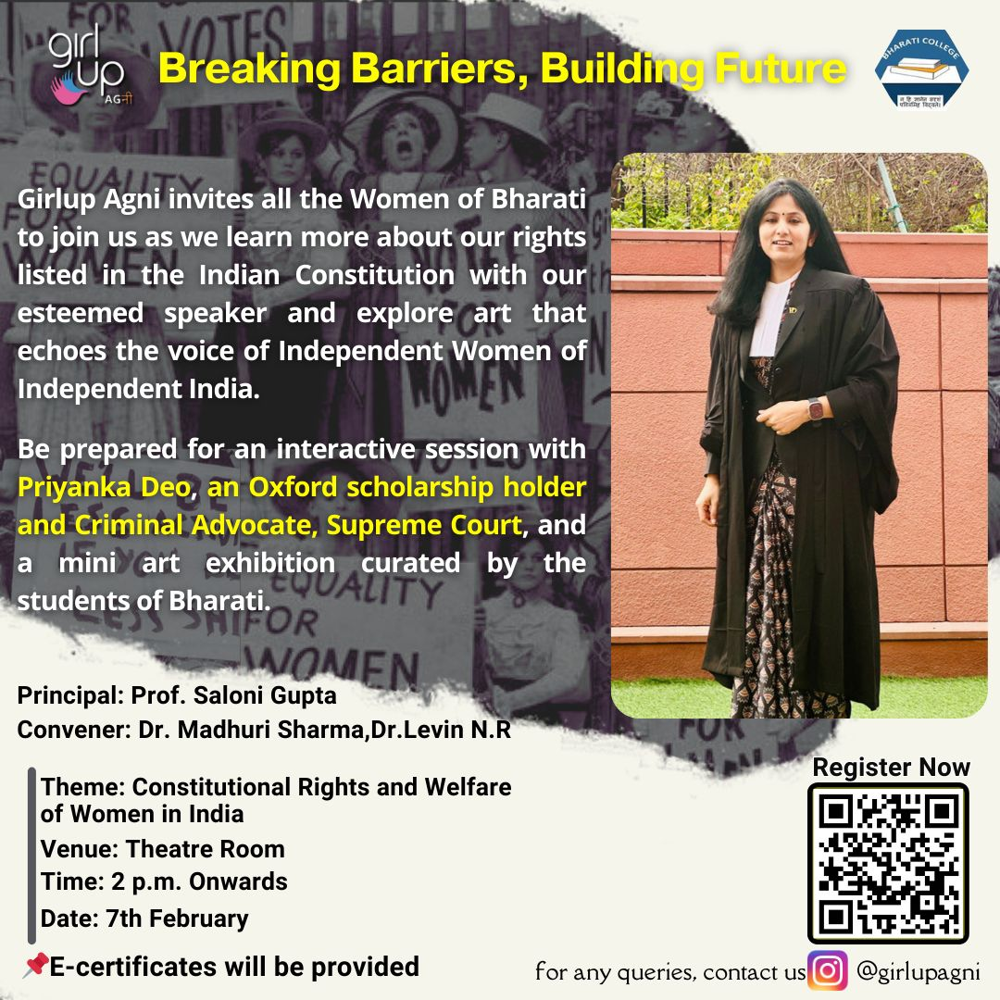 girl
up
AGनी
Breaking Barriers, Building Future
BHARATI COLLEGE
न हि ज्ञानेन सदृशं
पवित्रमिह विद्यते।
FOR
VOTES
EQUALITY
FOR
WOMEN
Girlup Agni invites all the Women of Bharati
to join us as we learn more about our rights
listed in the Indian Constitution with our
esteemed speaker and explore art that
echoes the voice of Independent Women of
Independent India.
FOR
WOMEN
Be prepared for an interactive session with
Priyanka Deo, an Oxford scholarship holder
and Criminal Advocate, Supreme Court, and
a mini art exhibition curated by the
students of Bharati.
EQUALITY
FOR
WOMEN
FOR
Principal: Prof. Saloni Gupta
Convener: Dr. Madhuri Sharma,Dr.Levin N.R
Theme: Constitutional Rights and Welfare
of Women in India
Venue: Theatre Room
Time: 2 p.m. Onwards
Date: 7th February
E-certificates will be provided
Register Now
for any queries, contact us
@girlupagni